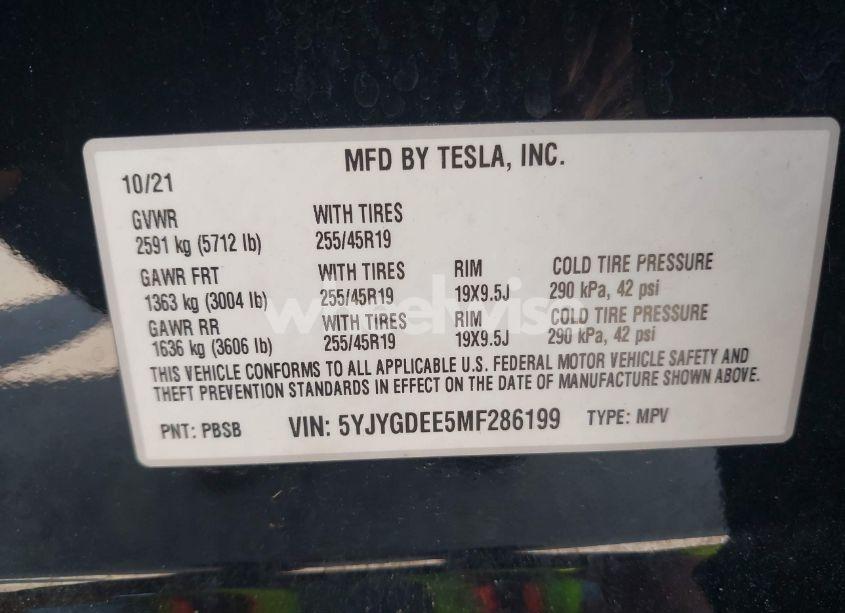 MFD BY TESLA, INC.
10/21
GVWR WITH TIRES
2591 kg (5712 lb) 255/45R19
GAWR FRT WITH TIRES RIM COLD TIRE PRESSURE
1363 kg (3004 lb) 255/45R19 19X9.5J 290 kPa, 42 psi
GAWR RR WITH TIRES RIM COLD TIRE PRESSURE
1636 kg (3606 lb) 255/45R19 19X9.5J 290 kPa, 42 psi
THIS VEHICLE CONFORMS TO ALL APPLICABLE U.S. FEDERAL MOTOR VEHICLE SAFETY AND
THEFT PREVENTION STANDARDS IN EFFECT ON THE DATE OF MANUFACTURE SHOWN ABOVE.
PNT: PBSB VIN: 5YJYGDEE5MF286199 TYPE: MPV